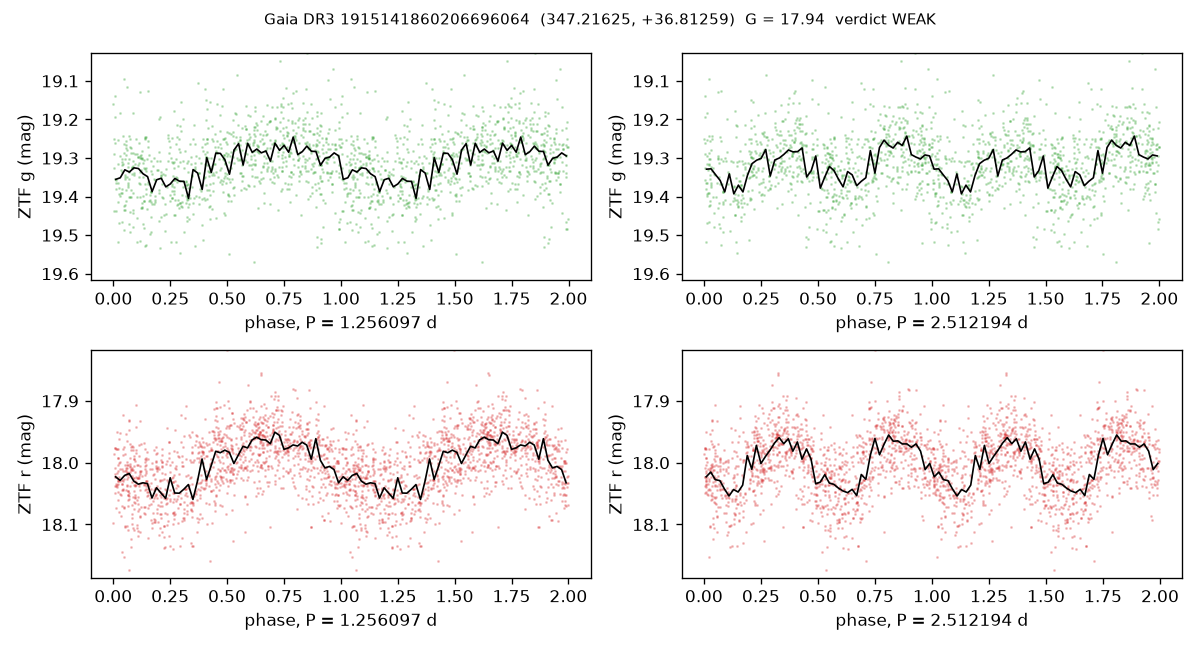 Gaia DR3 1915141860206696064  (347.21625, +36.81259)  G = 17.94  verdict WEAK
ZTF g (mag)
19.1
19.2
19.3
19.4
19.5
19.6
0.00 0.25 0.50 0.75 1.00 1.25 1.50 1.75 2.00
phase, P = 1.256097 d
ZTF g (mag)
19.1
19.2
19.3
19.4
19.5
19.6
0.00 0.25 0.50 0.75 1.00 1.25 1.50 1.75 2.00
phase, P = 2.512194 d
ZTF r (mag)
17.9
18.0
18.1
0.00 0.25 0.50 0.75 1.00 1.25 1.50 1.75 2.00
phase, P = 1.256097 d
ZTF r (mag)
17.9
18.0
18.1
0.00 0.25 0.50 0.75 1.00 1.25 1.50 1.75 2.00
phase, P = 2.512194 d